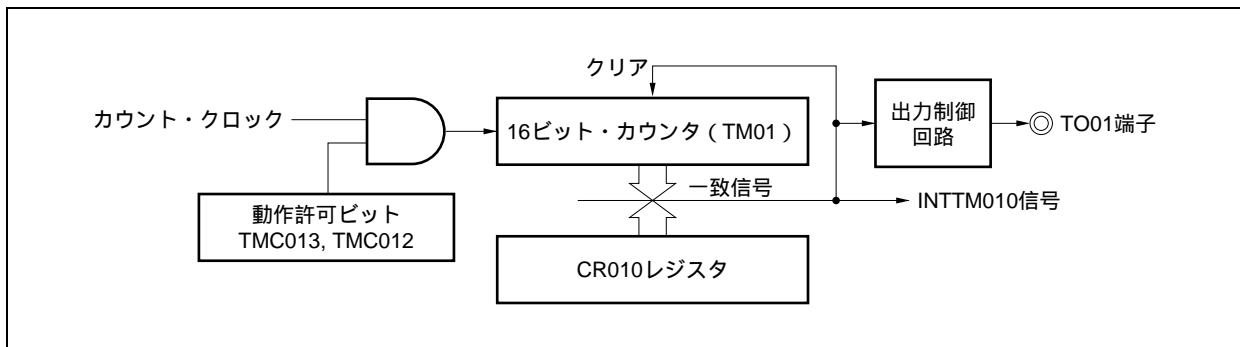 クリア
カウント・クロック
16ビット・カウンタ（TM01）
出力制御
回路
TO01端子
一致信号
INTTM010信号
動作許可ビット
TMC013, TMC012
CR010レジスタ